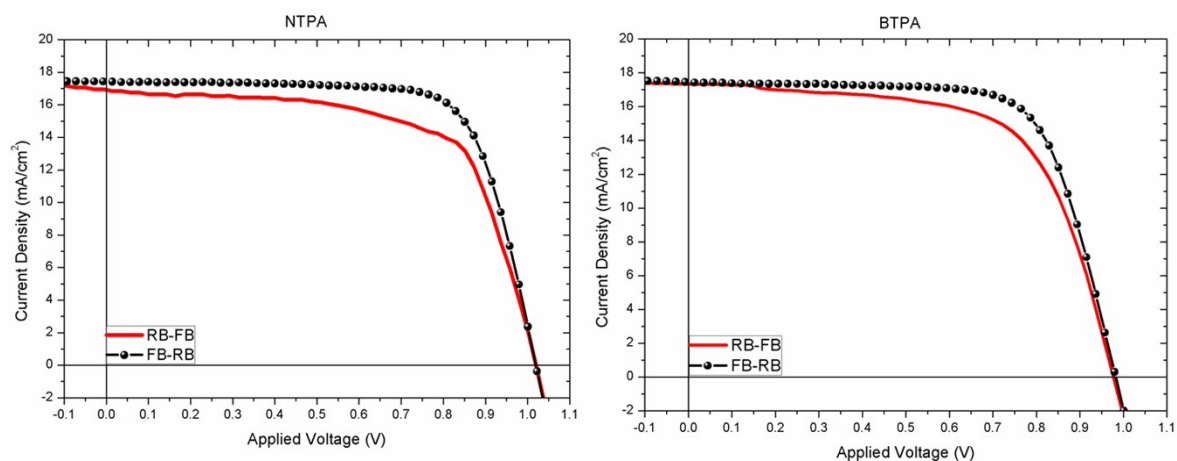 NTPA
20
18
16
14
12
10
8
6
4
2
0
-2
Current Density (mA/cm²)
RB-FB
FB-RB
-0.1 0.0 0.1 0.2 0.3 0.4 0.5 0.6 0.7 0.8 0.9 1.0 1.1
Applied Voltage (V)
BTPA
20
18
16
14
12
10
8
6
4
2
0
-2
Current Density (mA/cm²)
RB-FB
FB-RB
-0.1 0.0 0.1 0.2 0.3 0.4 0.5 0.6 0.7 0.8 0.9 1.0 1.1
Applied Voltage (V)